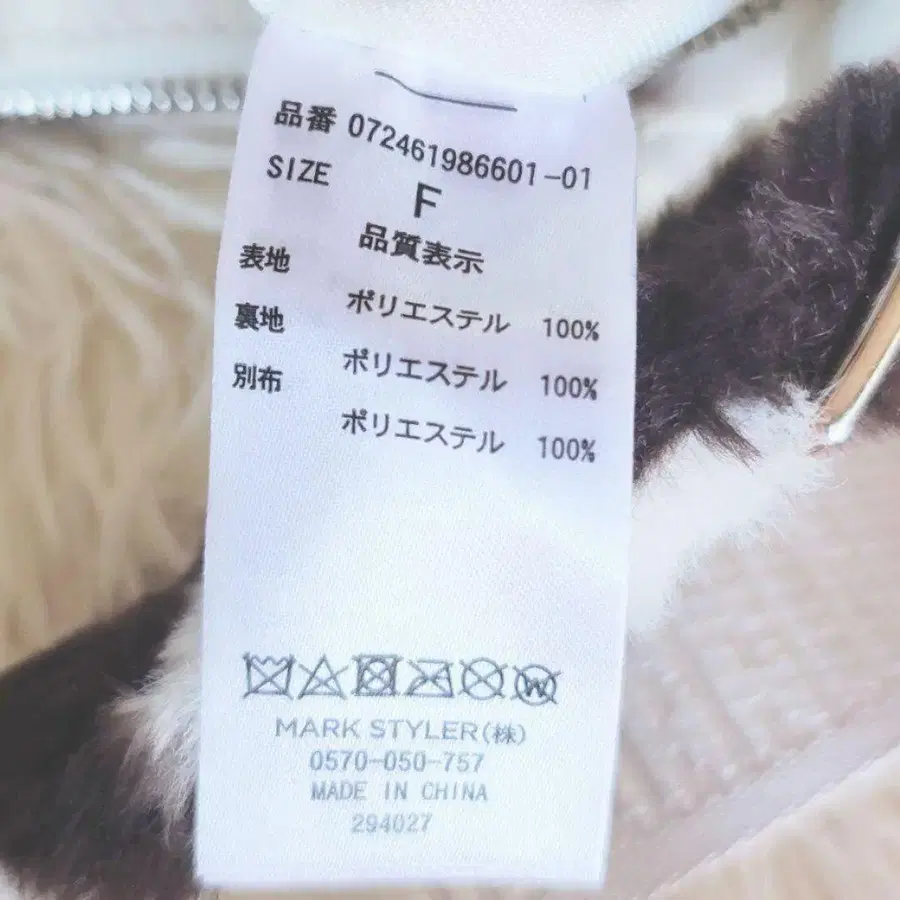 品番 072461986601-01
SIZE F
品質表示
表地 ポリエステル 100%
裏地 ポリエステル 100%
別布 ポリエステル 100%
MARK STYLER(株)
0570-050-757
MADE IN CHINA
294027